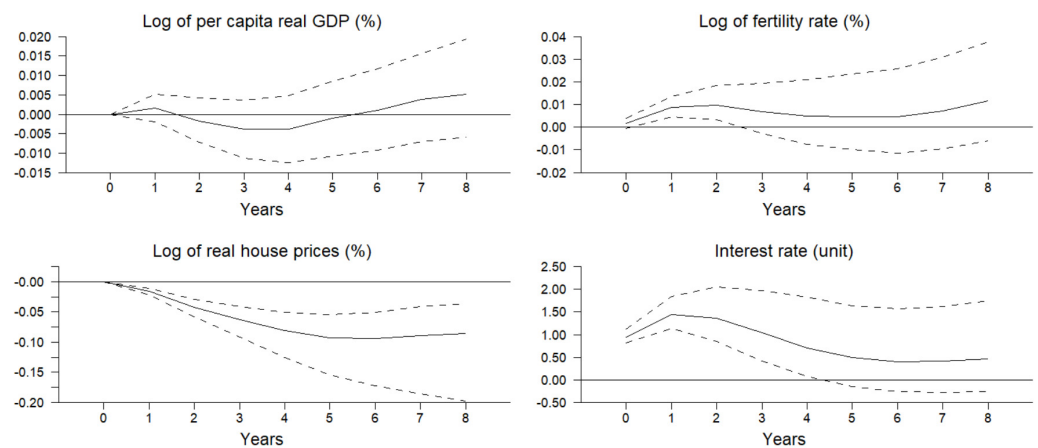 Log of per capita real GDP (%)
0.020
0.015
0.010
0.005
0.000
-0.005
-0.010
-0.015
0 1 2 3 4 5 6 7 8
Years
Log of fertility rate (%)
0.04
0.03
0.02
0.01
0.00
-0.01
-0.02
0 1 2 3 4 5 6 7 8
Years
Log of real house prices (%)
-0.00
-0.05
-0.10
-0.15
-0.20
0 1 2 3 4 5 6 7 8
Years
Interest rate (unit)
2.50
2.00
1.50
1.00
0.50
0.00
-0.50
0 1 2 3 4 5 6 7 8
Years